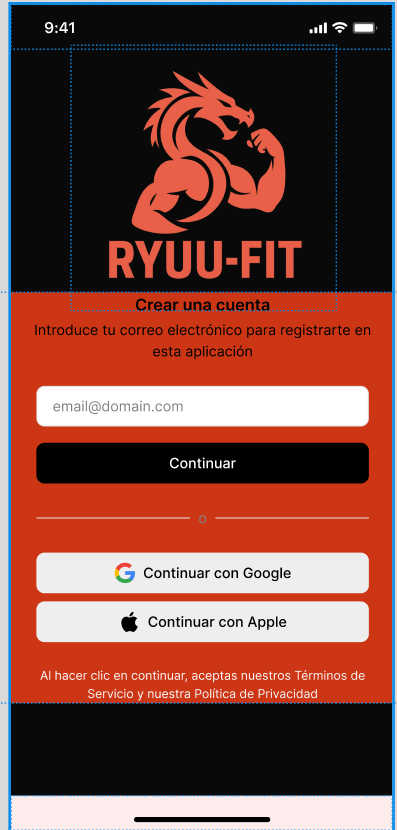 9:41
RYUU-FIT
Crear una cuenta
Introduce tu correo electrónico para registrarte en
esta aplicación
email@domain.com
Continuar
o
Continuar con Google
Continuar con Apple
Al hacer clic en continuar, aceptas nuestros Términos de
Servicio y nuestra Política de Privacidad